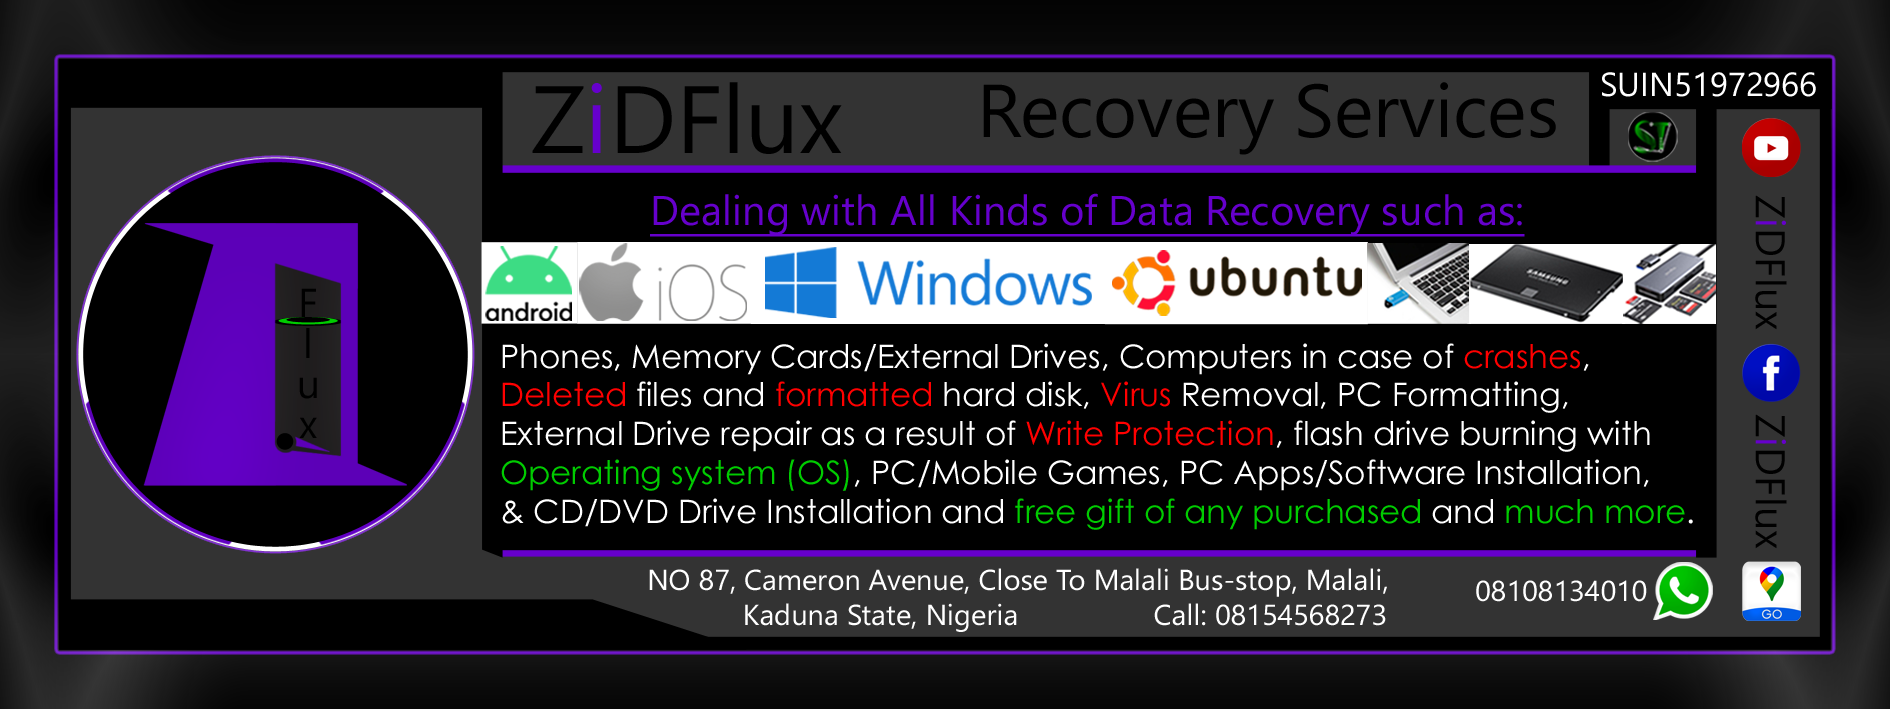 ZiDFlux Recovery Services
SUIN51972966
Dealing with All Kinds of Data Recovery such as:
android
iOS
Windows
ubuntu
SAMSUNG
Flux
Phones, Memory Cards/External Drives, Computers in case of crashes,
Deleted files and formatted hard disk, Virus Removal, PC Formatting,
External Drive repair as a result of Write Protection, flash drive burning with
Operating system (OS), PC/Mobile Games, PC Apps/Software Installation,
& CD/DVD Drive Installation and free gift of any purchased and much more.
NO 87, Cameron Avenue, Close To Malali Bus-stop, Malali,
Kaduna State, Nigeria Call: 08154568273
08108134010
ZiDFlux
ZiDFlux
GO